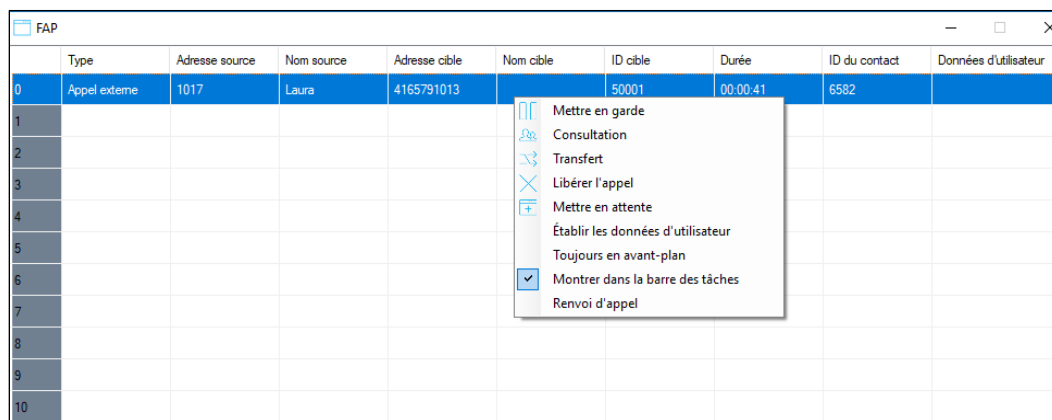 FAP
Type Adresse source Nom source Adresse cible Nom cible ID cible Durée ID du contact Données d'utilisateur
0 Appel externe 1017 Laura 4165791013 50001 00:00:41 6582
Mettre en garde
1
Consultation
2
Transfert
3
Libérer l'appel
4
Mettre en attente
5
Établir les données d'utilisateur
Toujours en avant-plan
6
Montrer dans la barre des tâches
7
Renvoi d'appel
8
9
10